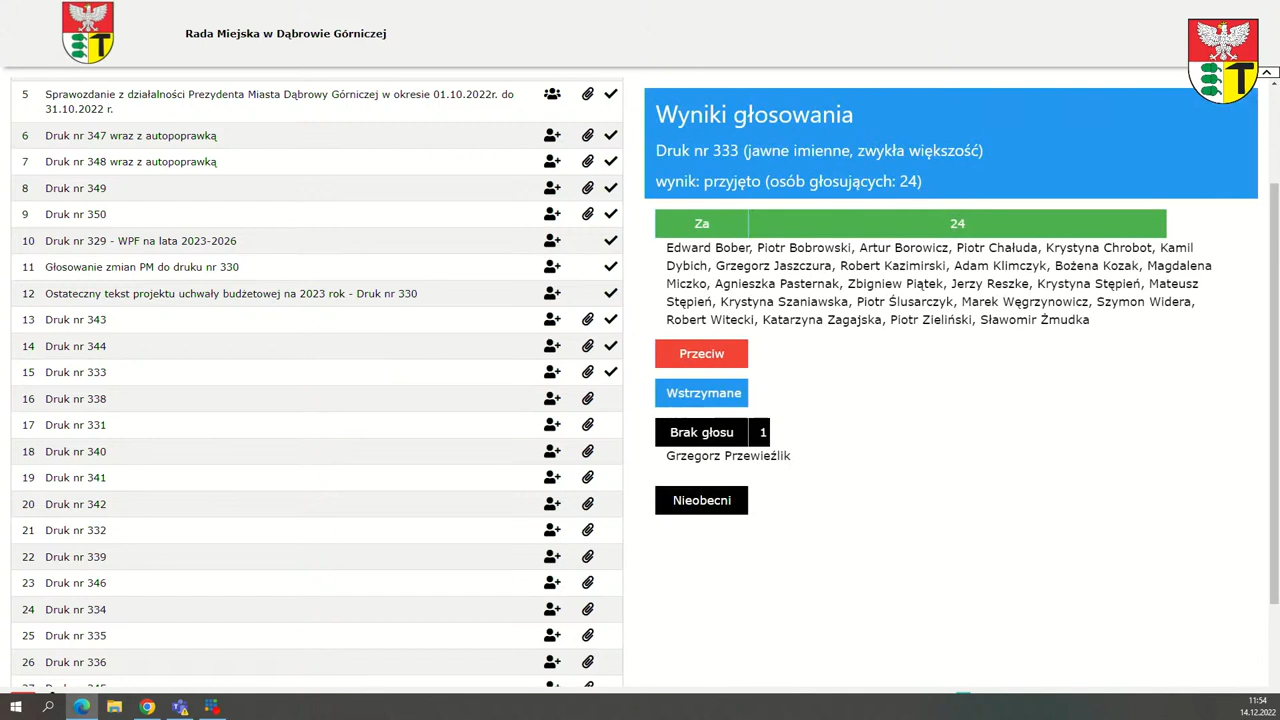 Rada Miejska w Dąbrowie Górniczej
5 Sprawozdanie z działalności Prezydenta Miasta Dąbrowy Górniczej w okresie 01.10.2022r. do
31.10.2022 r.
6 Druk nr 347 wraz z autopoprawką
7 Druk nr 348 wraz z autopoprawką
8 Druk nr 349
9 Druk nr 350
10 Druk nr 329 - WPF na lata 2023-2026
11 Głosowanie zmian PM do druku nr 330
12 Ostateczny tekst projektu uchwały budżetowej na 2023 rok - Druk nr 330
13 Druk nr 343
14 Druk nr 344
15 Druk nr 333
16 Druk nr 338
17 Druk nr 331
18 Druk nr 340
19 Druk nr 341
20 Druk nr 342
21 Druk nr 332
22 Druk nr 339
23 Druk nr 346
24 Druk nr 334
25 Druk nr 335
26 Druk nr 336
Wyniki głosowania
Druk nr 333 (jawne imienne, zwykła większość)
wynik: przyjęto (osób głosujących: 24)
Za 24
Edward Bober, Piotr Bobrowski, Artur Borowicz, Piotr Chałuda, Krystyna Chrobot, Kamil
Dybich, Grzegorz Jaszczura, Robert Kazimirski, Adam Klimczyk, Bożena Kozak, Magdalena
Miczko, Agnieszka Pasternak, Zbigniew Piątek, Jerzy Reszke, Krystyna Stępień, Mateusz
Stępień, Krystyna Szaniawska, Piotr Ślusarczyk, Marek Węgrzynowicz, Szymon Widera,
Robert Witecki, Katarzyna Zagajska, Piotr Zieliński, Sławomir Żmudka
Przeciw
Wstrzymane
Brak głosu 1
Grzegorz Przewieźlik
Nieobecni
11:54
14.12.2022